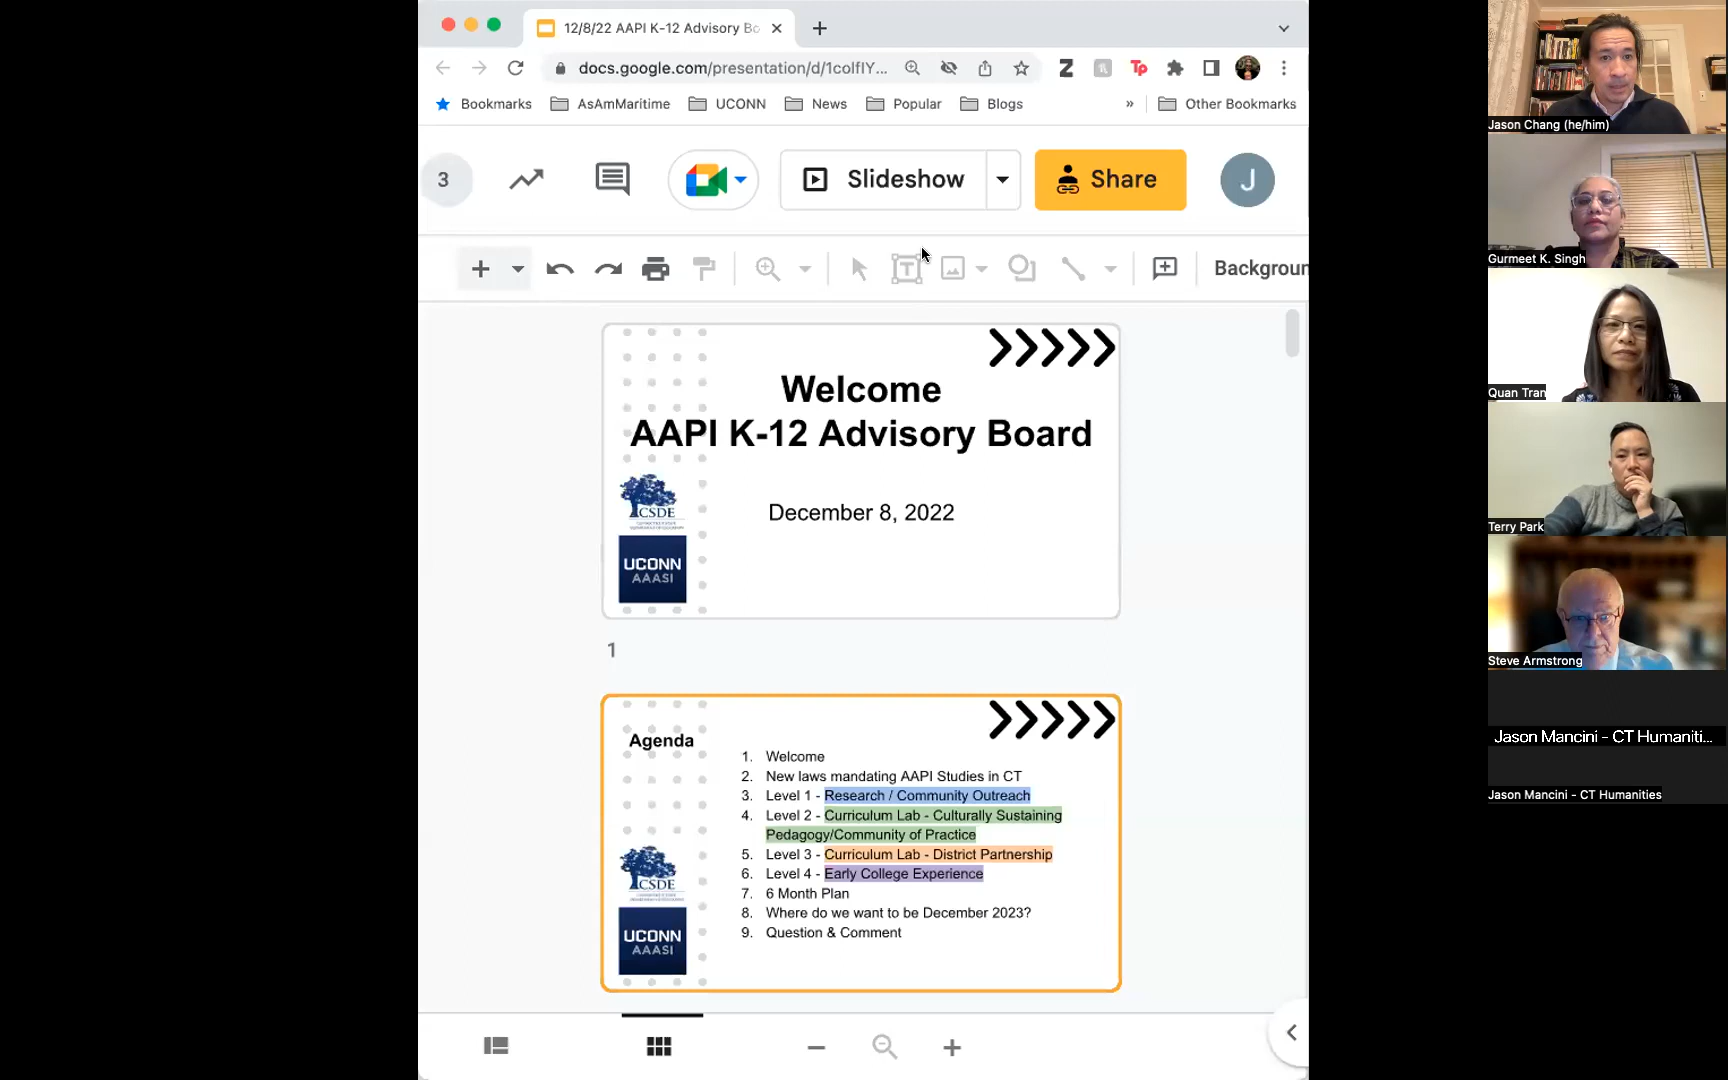 12/8/22 AAPI K-12 Advisory Bo
docs.google.com/presentation/d/1colfIY...
Bookmarks
AsAmMaritime
UCONN
News
Popular
Blogs
»
Other Bookmarks
3
Slideshow
Share
J
Backgroun
Welcome
AAPI K-12 Advisory Board
December 8, 2022
CSDE
UCONN
AAASI
1
Agenda
1. Welcome
2. New laws mandating AAPI Studies in CT
3. Level 1 - Research / Community Outreach
4. Level 2 - Curriculum Lab - Culturally Sustaining
Pedagogy/Community of Practice
5. Level 3 - Curriculum Lab - District Partnership
6. Level 4 - Early College Experience
7. 6 Month Plan
8. Where do we want to be December 2023?
9. Question & Comment
CSDE
UCONN
AAASI
Jason Chang (he/him)
Gurmeet K. Singh
Quan Tran
Terry Park
Steve Armstrong
Jason Mancini - CT Humaniti...
Jason Mancini - CT Humanities